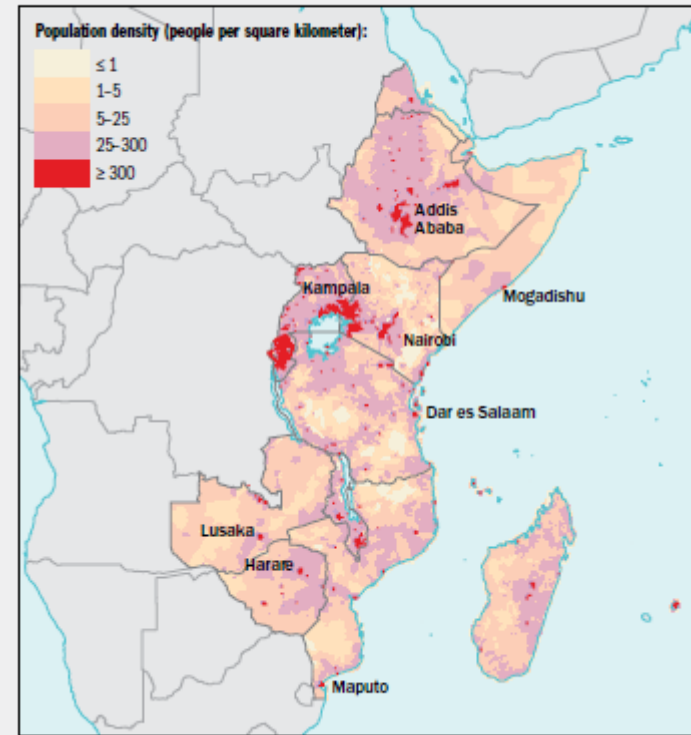 Population density (people per square kilometer):
≤ 1
1–5
5–25
25–300
≥ 300
Addis
Ababa
Kampala
Mogadishu
Nairobi
Dar es Salaam
Lusaka
Harare
Maputo